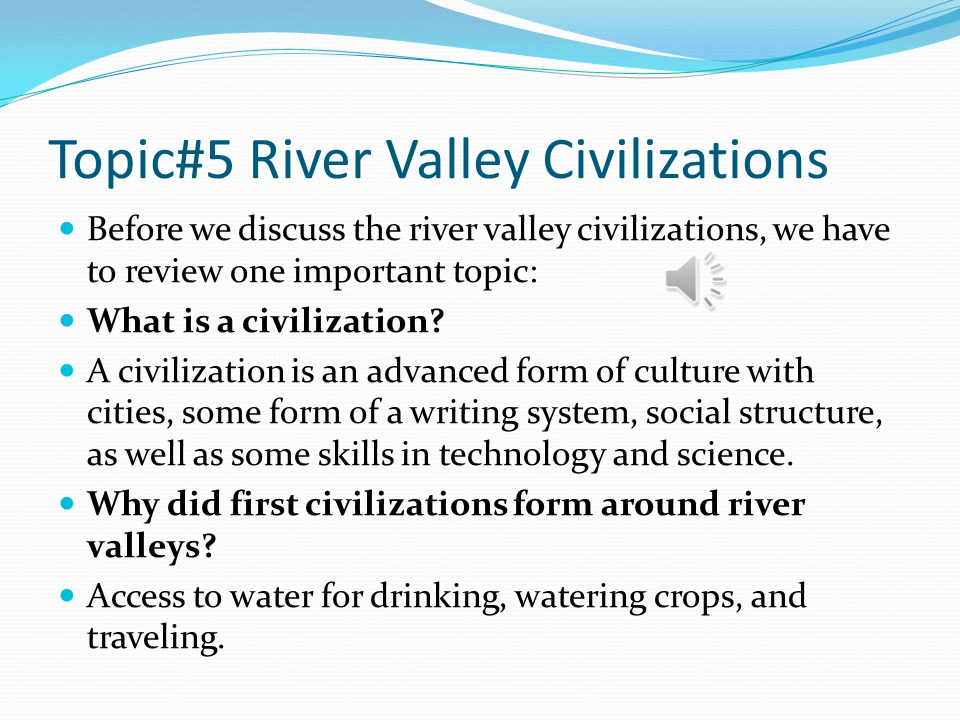 Topic#5 River Valley Civilizations
Before we discuss the river valley civilizations, we have
to review one important topic:
What is a civilization?
A civilization is an advanced form of culture with
cities, some form of a writing system, social structure,
as well as some skills in technology and science.
Why did first civilizations form around river
valleys?
Access to water for drinking, watering crops, and
traveling.